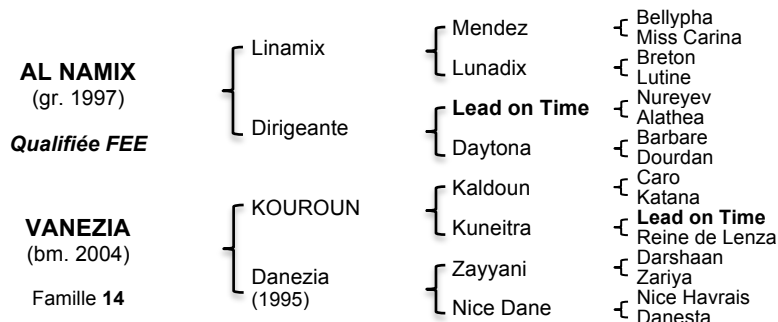 AL NAMIX
(gr. 1997)
Qualifiée FEE
VANEZIA
(bm. 2004)
Famille 14
Linamix
Dirigeante
KOUROUN
Danezia
(1995)
Mendez
Lunadix
Lead on Time
Daytona
Kaldoun
Kuneitra
Zayyani
Nice Dane
Bellypha
Miss Carina
Breton
Lutine
Nureyev
Alathea
Barbare
Dourdan
Caro
Katana
Lead on Time
Reine de Lenza
Darshaan
Zariya
Nice Havrais
Danesta